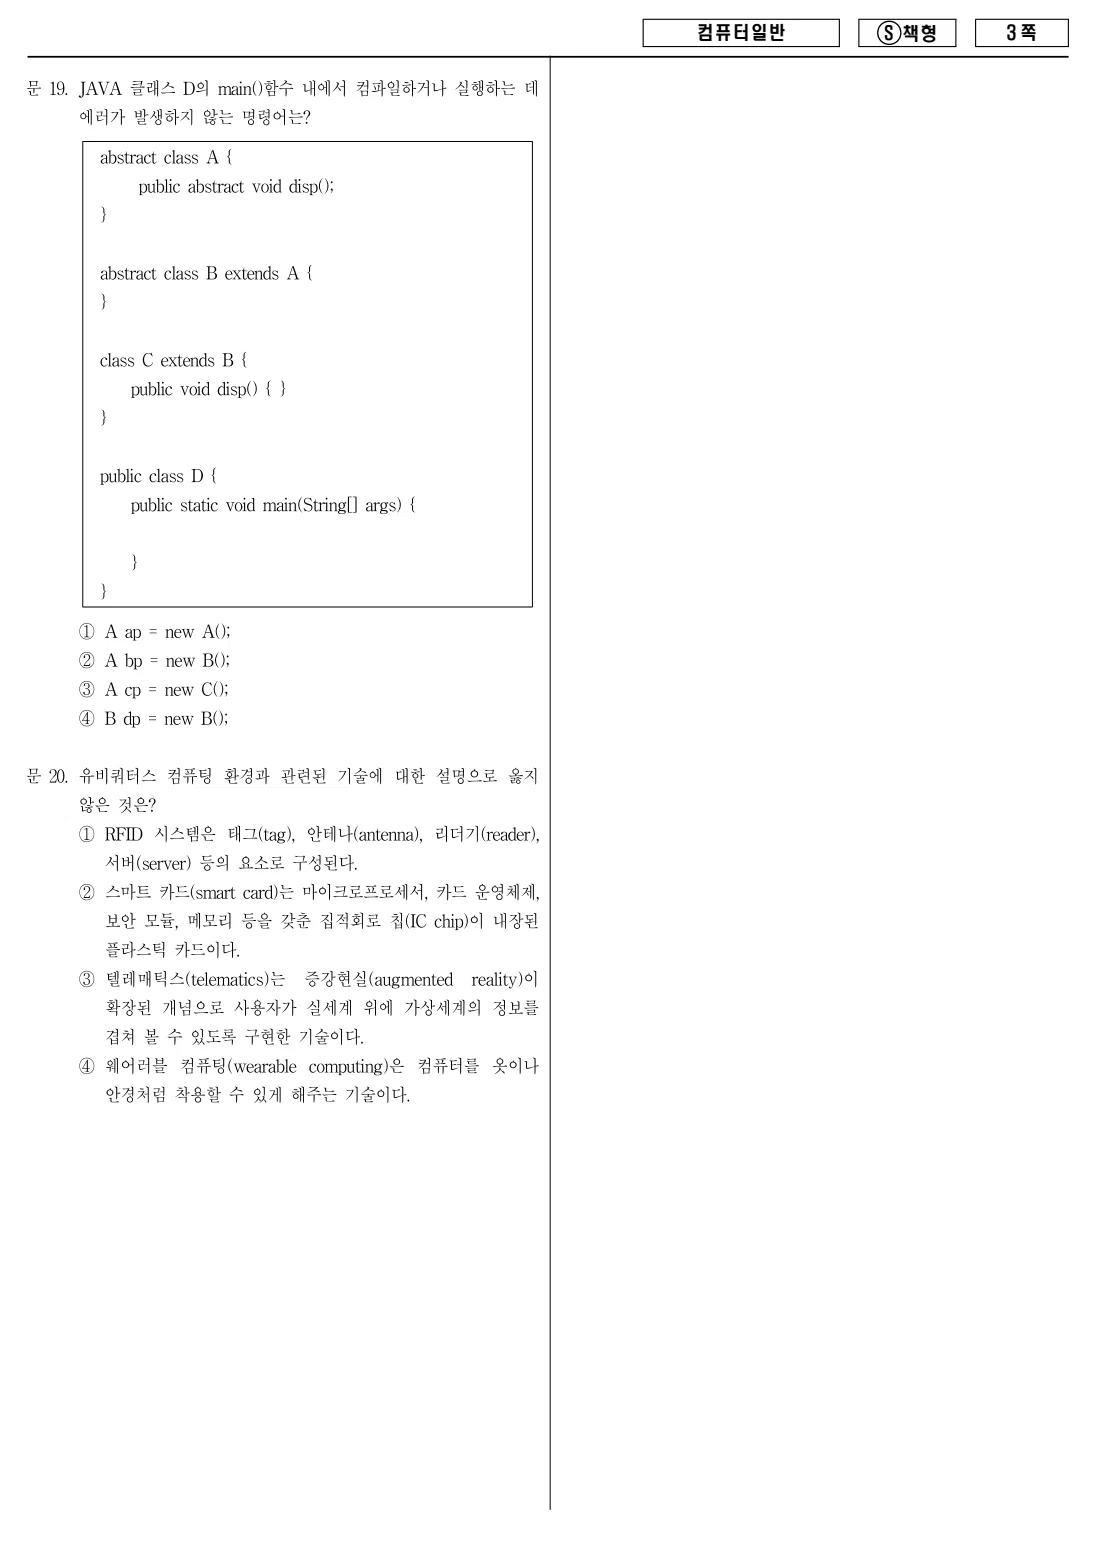 컴퓨터일반
Ⓢ책형
3쪽
문 19. JAVA 클래스 D의 main()함수 내에서 컴파일하거나 실행하는 데
에러가 발생하지 않는 명령어는?
abstract class A {
public abstract void disp();
}
abstract class B extends A {
}
class C extends B {
public void disp() { }
}
public class D {
public static void main(String[] args) {
}
}
① A ap = new A();
② A bp = new B();
③ A cp = new C();
④ B dp = new B();
문 20. 유비쿼터스 컴퓨팅 환경과 관련된 기술에 대한 설명으로 옳지
않은 것은?
① RFID 시스템은 태그(tag), 안테나(antenna), 리더기(reader),
서버(server) 등의 요소로 구성된다.
② 스마트 카드(smart card)는 마이크로프로세서, 카드 운영체제,
보안 모듈, 메모리 등을 갖춘 집적회로 칩(IC chip)이 내장된
플라스틱 카드이다.
③ 텔레매틱스(telematics)는 증강현실(augmented reality)이
확장된 개념으로 사용자가 실세계 위에 가상세계의 정보를
겹쳐 볼 수 있도록 구현한 기술이다.
④ 웨어러블 컴퓨팅(wearable computing)은 컴퓨터를 옷이나
안경처럼 착용할 수 있게 해주는 기술이다.